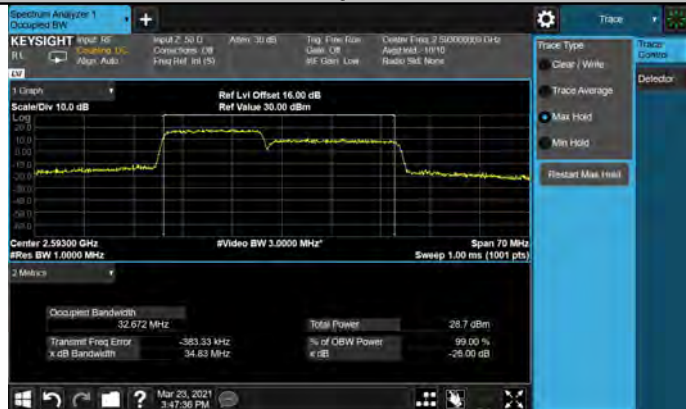 Spectrum Analyzer 1
Occupied BW
+
Trace
KEYSIGHT Input: RF
Coupling: DC
Align: Auto
Input Z: 50 Ω
Corrections: Off
Freq Ref: Int (S)
Atten: 30 dB
Trig: Free Run
Gate: Off
#IF Gain: Low
Center Freq: 2.593000000 GHz
Avg|Hold: 10/10
Radio Std: None
LV
1 Graph
Scale/Div 10.0 dB
Ref Lvl Offset 16.00 dB
Ref Value 30.00 dBm
Log
20.0
10.0
0.00
Center 2.59300 GHz
#Res BW 1.0000 MHz
#Video BW 3.0000 MHz*
Span 70 MHz
Sweep 1.00 ms (1001 pts)
2 Metrics
Occupied Bandwidth
32.672 MHz
Total Power 28.7 dBm
Transmit Freq Error -383.33 kHz
% of OBW Power 99.00 %
x dB Bandwidth 34.83 MHz
x dB -26.00 dB
Mar 23, 2021
3:47:36 PM
Trace Type
Clear / Write
Trace Average
Max Hold
Min Hold
Restart Max Hold
Trace
Control
Detector